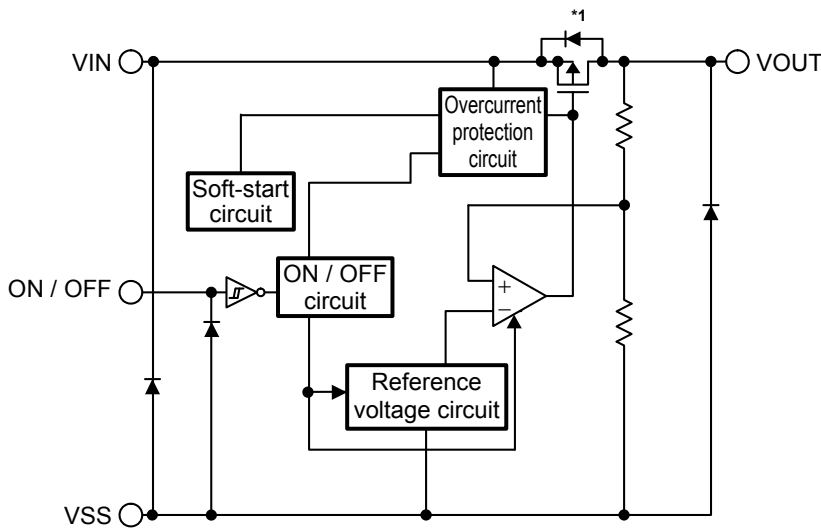 *1
VIN
VOUT
Overcurrent
protection
circuit
Soft-start
circuit
ON / OFF
ON / OFF
circuit
+
−
Reference
voltage circuit
VSS